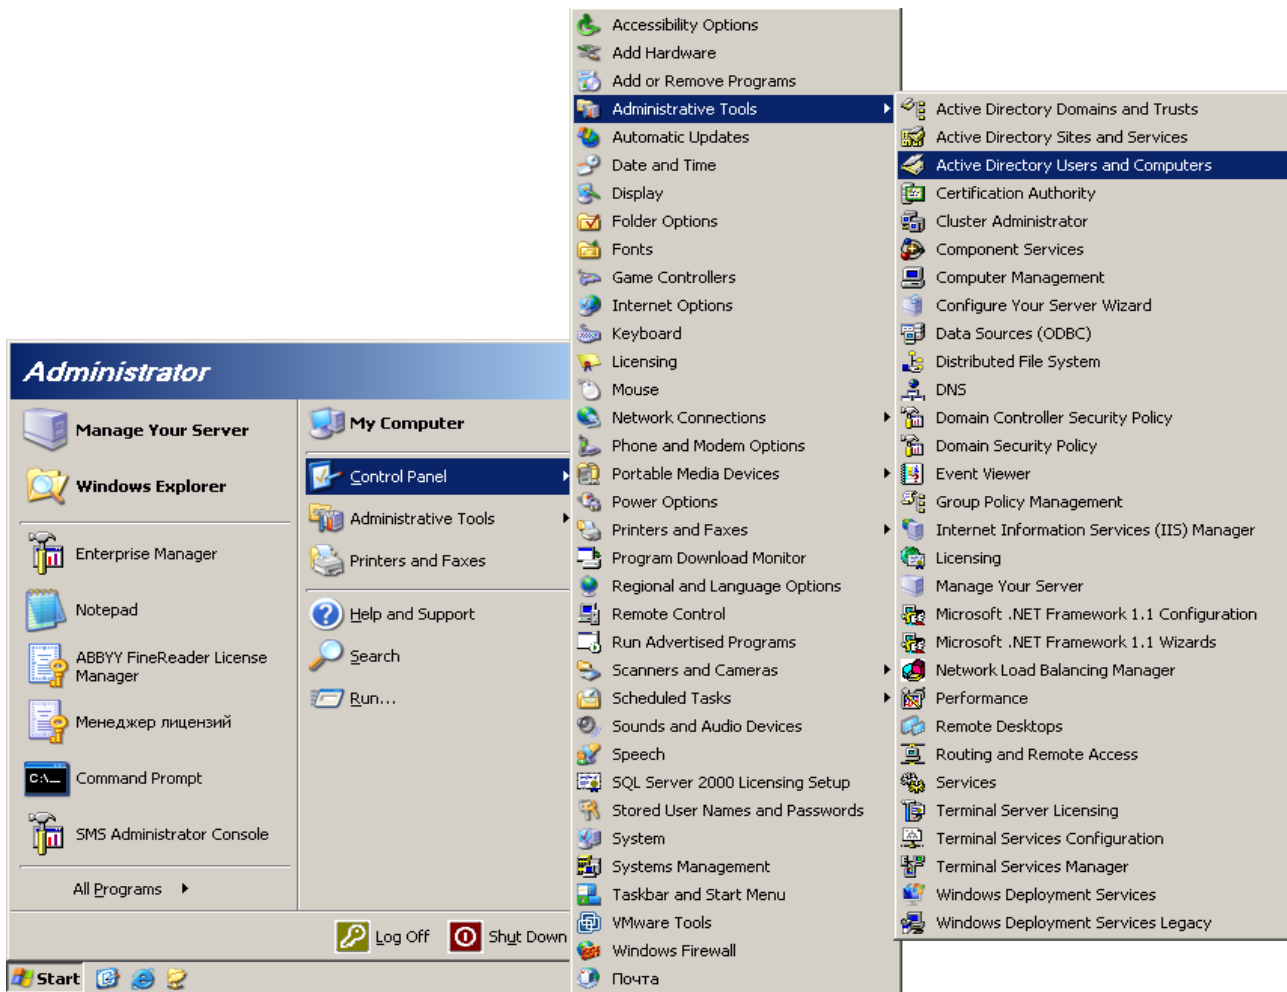 Administrator
Manage Your Server
Windows Explorer
Enterprise Manager
Notepad
ABBYY FineReader License
Manager
Менеджер лицензий
C:\_
Command Prompt
SMS Administrator Console
All Programs
My Computer
Control Panel
Administrative Tools
Printers and Faxes
Help and Support
Search
Run...
Log Off
Shut Down
Start
Accessibility Options
Add Hardware
Add or Remove Programs
Administrative Tools
Automatic Updates
Date and Time
Display
Folder Options
Fonts
Game Controllers
Internet Options
Keyboard
Licensing
Mouse
Network Connections
Phone and Modem Options
Portable Media Devices
Power Options
Printers and Faxes
Program Download Monitor
Regional and Language Options
Remote Control
Run Advertised Programs
Scanners and Cameras
Scheduled Tasks
Sounds and Audio Devices
Speech
SQL Server 2000 Licensing Setup
Stored User Names and Passwords
System
Systems Management
Taskbar and Start Menu
VMware Tools
Windows Firewall
Почта
Active Directory Domains and Trusts
Active Directory Sites and Services
Active Directory Users and Computers
Certification Authority
Cluster Administrator
Component Services
Computer Management
Configure Your Server Wizard
Data Sources (ODBC)
Distributed File System
DNS
Domain Controller Security Policy
Domain Security Policy
Event Viewer
Group Policy Management
Internet Information Services (IIS) Manager
Licensing
Manage Your Server
Microsoft .NET Framework 1.1 Configuration
Microsoft .NET Framework 1.1 Wizards
Network Load Balancing Manager
Performance
Remote Desktops
Routing and Remote Access
Services
Terminal Server Licensing
Terminal Services Configuration
Terminal Services Manager
Windows Deployment Services
Windows Deployment Services Legacy